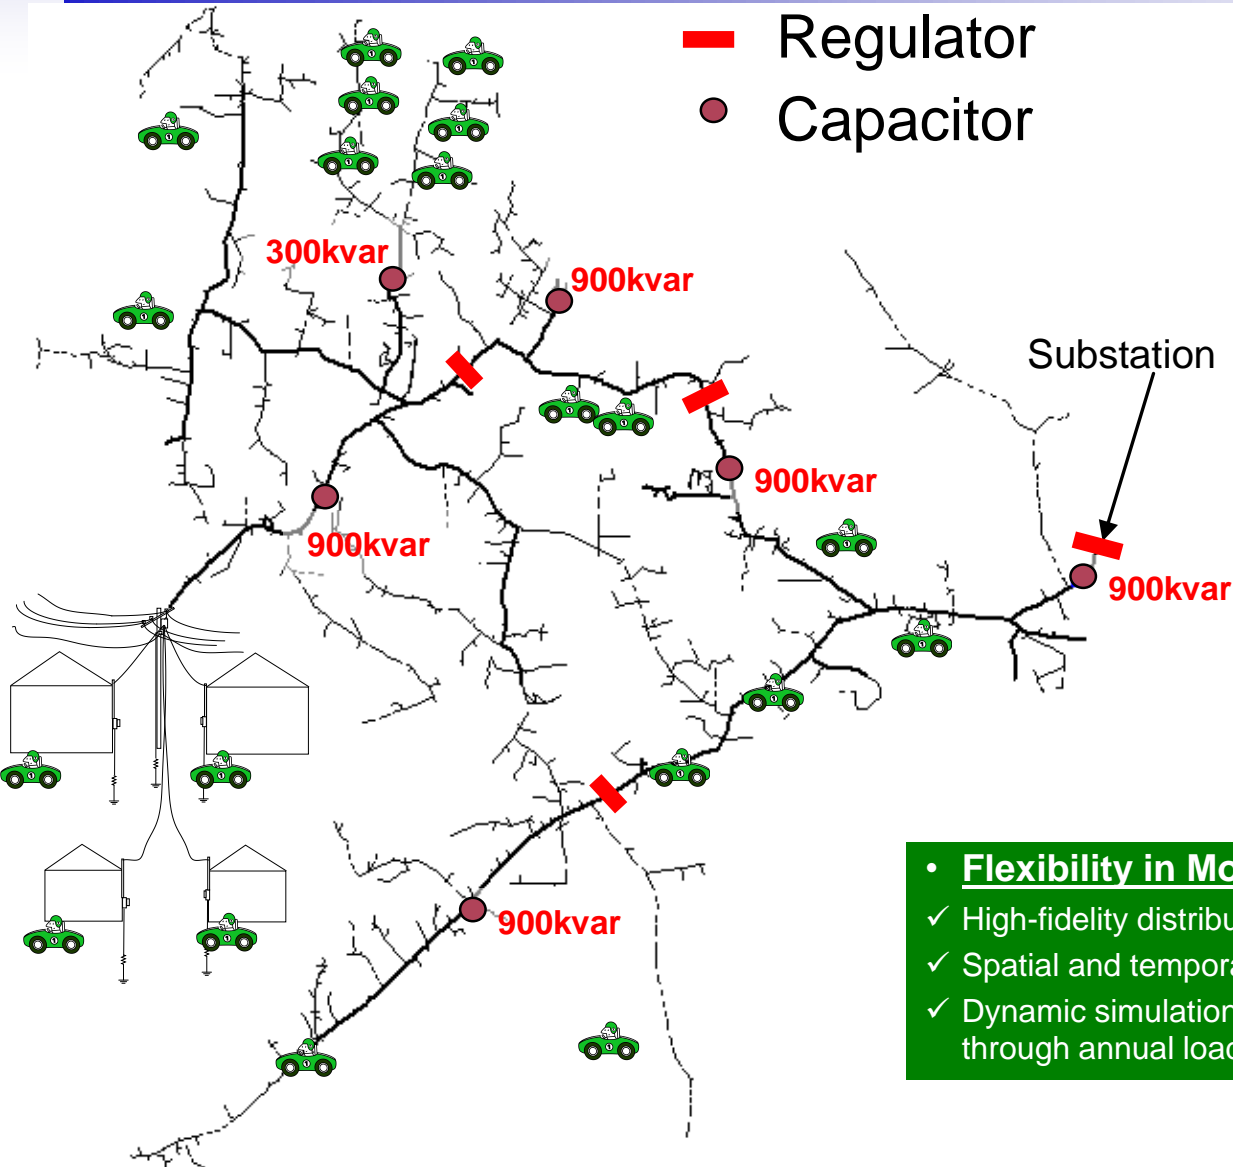 Regulator
Capacitor
300kvar
900kvar
Substation
900kvar
900kvar
900kvar
900kvar
• Flexibility in Mo
✓ High-fidelity distribu
✓ Spatial and tempora
✓ Dynamic simulation
through annual load